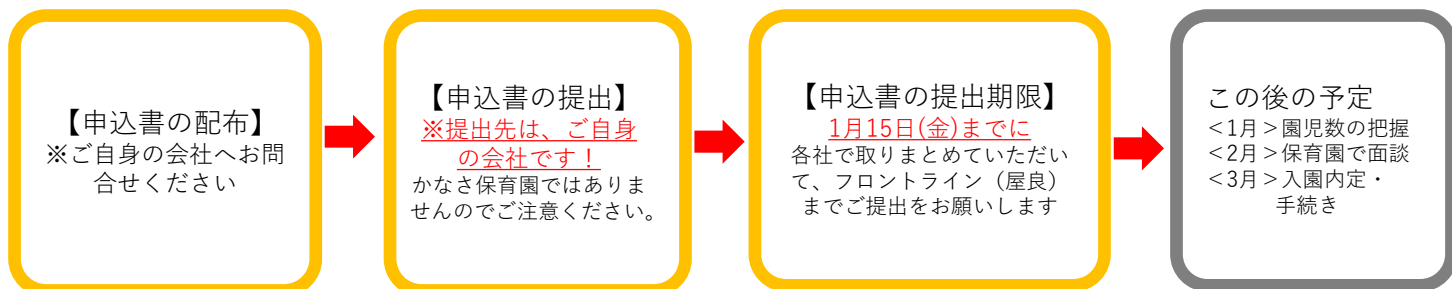 【申込書の配布】
※ご自身の会社へお問
合せください
【申込書の提出】
※提出先は、ご自身
の会社です！
かなさ保育園ではありま
せんのでご注意ください。
【申込書の提出期限】
1月15日(金)までに
各社で取りまとめていただい
て、フロントライン（屋良）
までご提出をお願いします
この後の予定
＜1月＞園児数の把握
＜2月＞保育園で面談
＜3月＞入園内定・
手続き